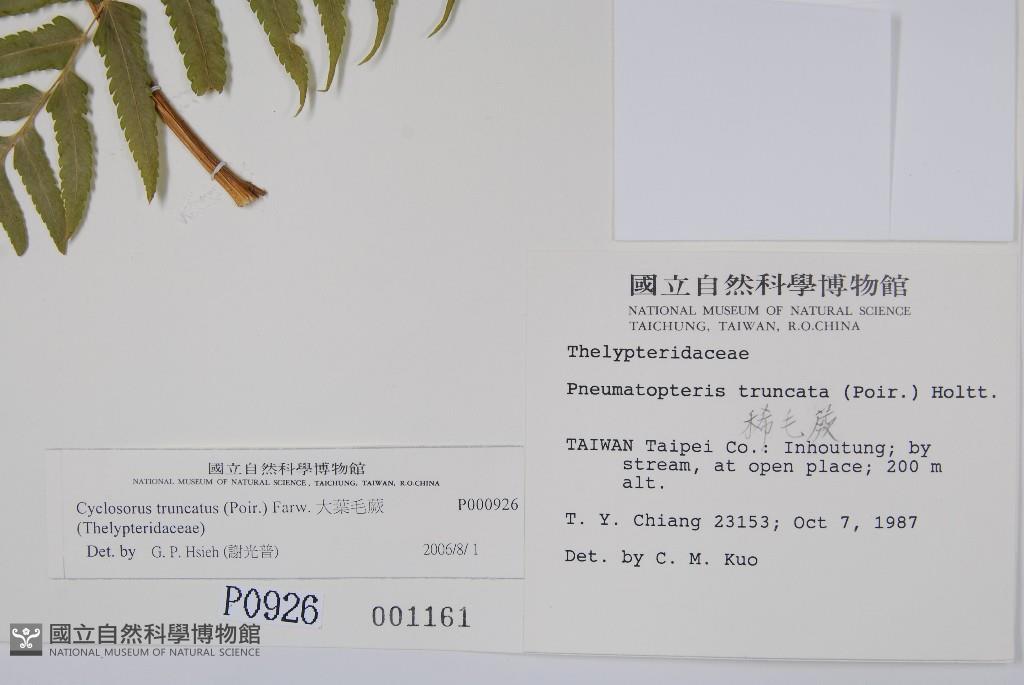 國立自然科學博物館
NATIONAL MUSEUM OF NATURAL SCIENCE
TAICHUNG, TAIWAN, R.O.CHINA
Thelypteridaceae
Pneumatopteris truncata (Poir.) Holtt.
稀毛蕨
TAIWAN Taipei Co.: Inhoutung; by
stream, at open place; 200 m
alt.
T. Y. Chiang 23153; Oct 7, 1987
Det. by C. M. Kuo
國立自然科學博物館
NATIONAL MUSEUM OF NATURAL SCIENCE, TAICHUNG, TAIWAN, R.O.CHINA
Cyclosorus truncatus (Poir.) Farw. 大葉毛蕨 P000926
(Thelypteridaceae)
Det. by G. P. Hsieh (謝光普) 2006/8/1
P0926 001161
國立自然科學博物館
NATIONAL MUSEUM OF NATURAL SCIENCE